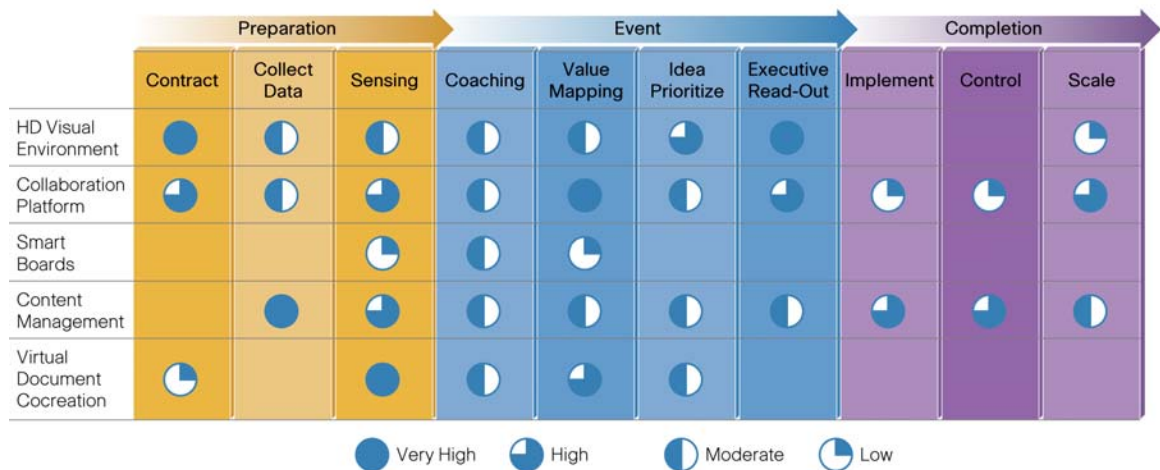 Preparation
Event
Completion
Contract
Collect
Data
Sensing
Coaching
Value
Mapping
Idea
Prioritize
Executive
Read-Out
Implement
Control
Scale
HD Visual
Environment
Collaboration
Platform
Smart
Boards
Content
Management
Virtual
Document
Cocreation
Very High
High
Moderate
Low